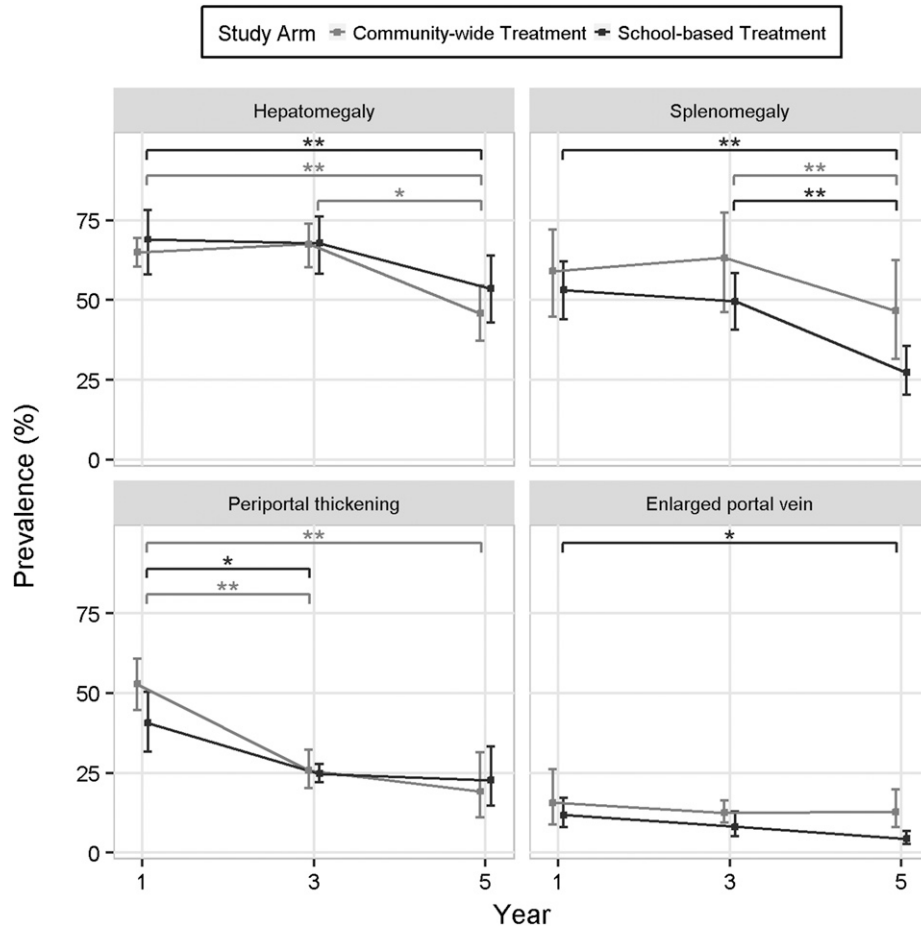 Study Arm Community-wide Treatment School-based Treatment
Hepatomegaly Splenomegaly
** **
** **
* **
75
50
25
0
Periportal thickening Enlarged portal vein
** *
*
**
75
50
25
0
1 3 5 1 3 5
Prevalence (%)
Year